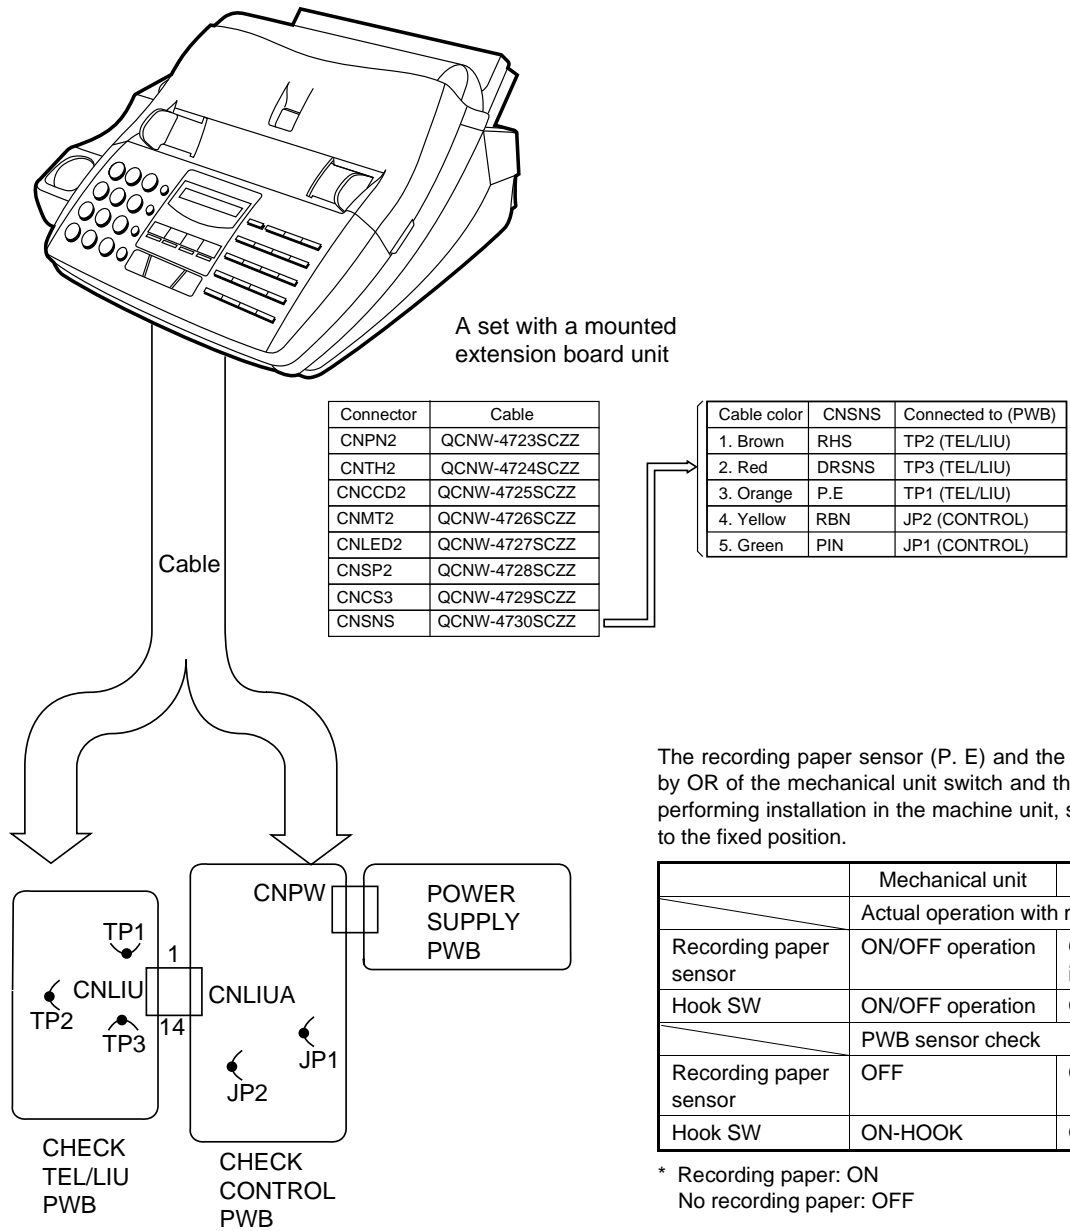 A set with a mounted
extension board unit
Connector Cable
CNPN2 QCNW-4723SCZZ
CNTH2 QCNW-4724SCZZ
CNCCD2 QCNW-4725SCZZ
CNMT2 QCNW-4726SCZZ
CNLED2 QCNW-4727SCZZ
CNSP2 QCNW-4728SCZZ
CNCS3 QCNW-4729SCZZ
CNSNS QCNW-4730SCZZ
Cable color CNSNS Connected to (PWB)
1. Brown RHS TP2 (TEL/LIU)
2. Red DRSNS TP3 (TEL/LIU)
3. Orange P.E TP1 (TEL/LIU)
4. Yellow RBN JP2 (CONTROL)
5. Green PIN JP1 (CONTROL)
Cable
CNPW
POWER
SUPPLY
PWB
TP1
1
CNLIU
CNLIUA
TP2
TP3
14
JP1
JP2
CHECK
TEL/LIU
PWB
CHECK
CONTROL
PWB
The recording paper sensor (P. E) and the
by OR of the mechanical unit switch and th
performing installation in the machine unit, s
to the fixed position.
Mechanical unit
Actual operation with
Recording paper ON/OFF operation
sensor
Hook SW ON/OFF operation
PWB sensor check
Recording paper OFF
sensor
Hook SW ON-HOOK
* Recording paper: ON
No recording paper: OFF